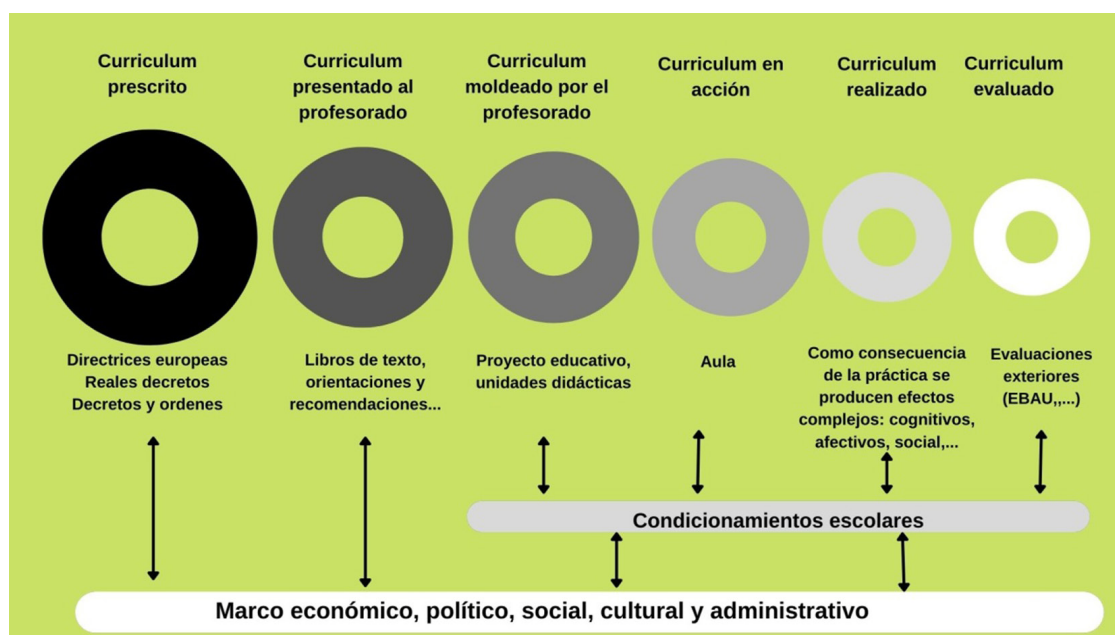 Curriculum
prescrito
Curriculum
presentado al
profesorado
Curriculum
moldeado por el
profesorado
Curriculum en
acción
Curriculum
realizado
Curriculum
evaluado
Directrices europeas
Reales decretos
Decretos y ordenes
Libros de texto,
orientaciones y
recomendaciones...
Proyecto educativo,
unidades didácticas
Aula
Como consecuencia
de la práctica se
producen efectos
complejos: cognitivos,
afectivos, social,...
Evaluaciones
exteriores
(EBAU,,...)
Condicionamientos escolares
Marco económico, político, social, cultural y administrativo